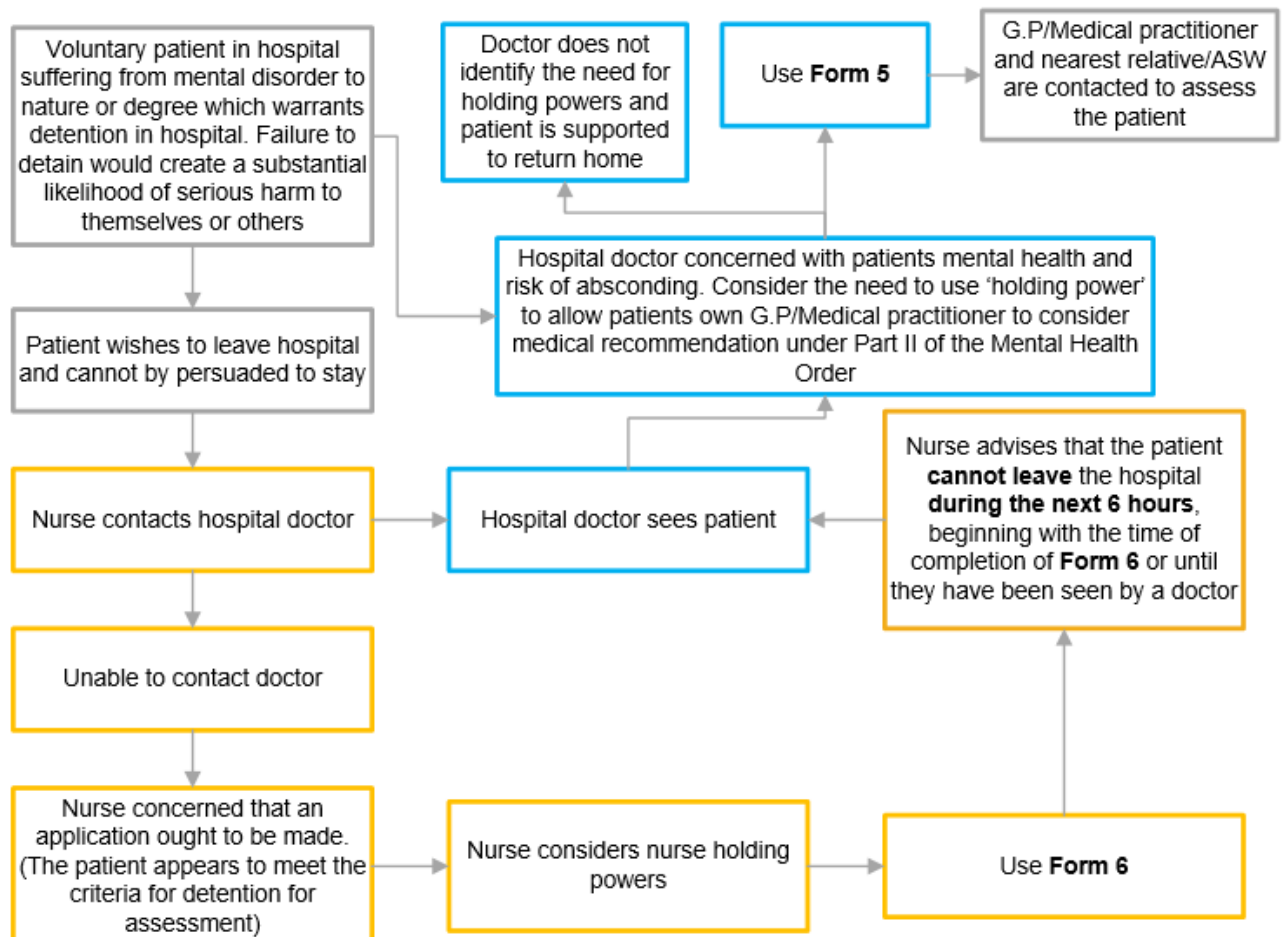 Voluntary patient in hospital
suffering from mental disorder to
nature or degree which warrants
detention in hospital. Failure to
detain would create a substantial
likelihood of serious harm to
themselves or others
Doctor does not
identify the need for
holding powers and
patient is supported
to return home
Use Form 5
G.P/Medical practitioner
and nearest relative/ASW
are contacted to assess
the patient
Hospital doctor concerned with patients mental health and
risk of absconding. Consider the need to use ‘holding power’
to allow patients own G.P/Medical practitioner to consider
medical recommendation under Part II of the Mental Health
Order
Patient wishes to leave hospital
and cannot by persuaded to stay
Nurse contacts hospital doctor
Hospital doctor sees patient
Nurse advises that the patient
cannot leave the hospital
during the next 6 hours,
beginning with the time of
completion of Form 6 or until
they have been seen by a doctor
Unable to contact doctor
Nurse concerned that an
application ought to be made.
(The patient appears to meet the
criteria for detention for
assessment)
Nurse considers nurse holding
powers
Use Form 6